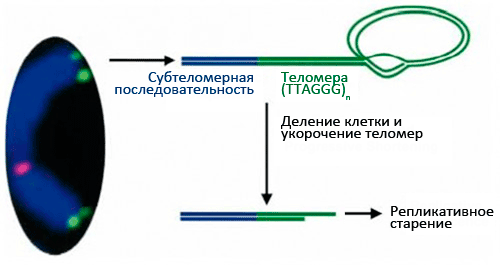 Субтеломерная
последовательность
Теломера
(TTAGGG)n
Деление клетки и
укорочение теломер
Репликативное
старение